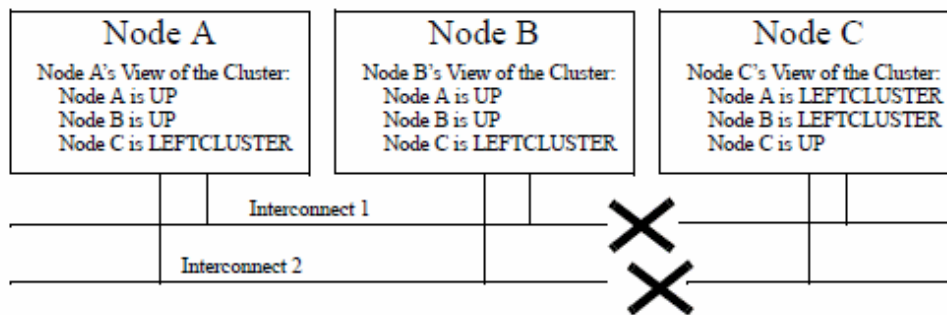 Node A
Node A's View of the Cluster:
Node A is UP
Node B is UP
Node C is LEFTCLUSTER
Node B
Node B's View of the Cluster:
Node A is UP
Node B is UP
Node C is LEFTCLUSTER
Node C
Node C's View of the Cluster:
Node A is LEFTCLUSTER
Node B is LEFTCLUSTER
Node C is UP
Interconnect 1
Interconnect 2